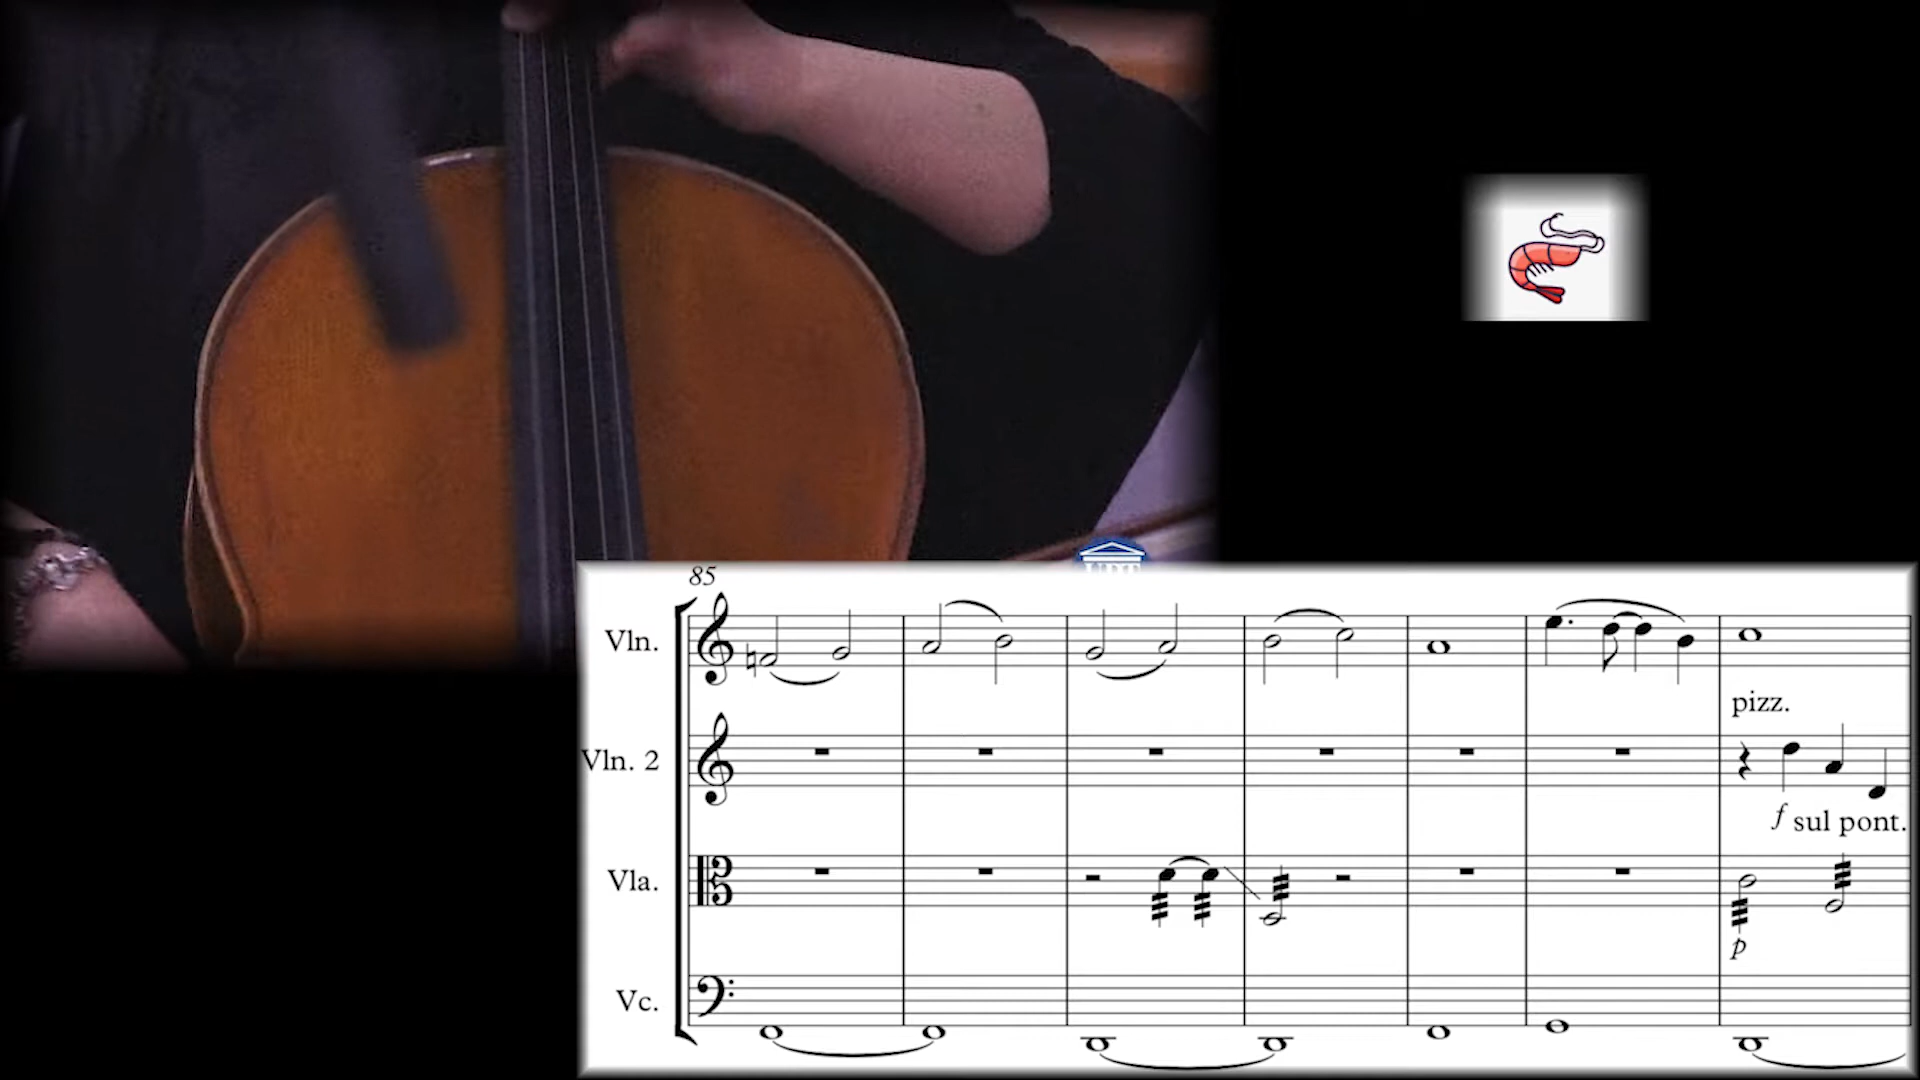 85
Vln.
pizz.
Vln. 2
f sul pont.
Vla.
p
Vc.